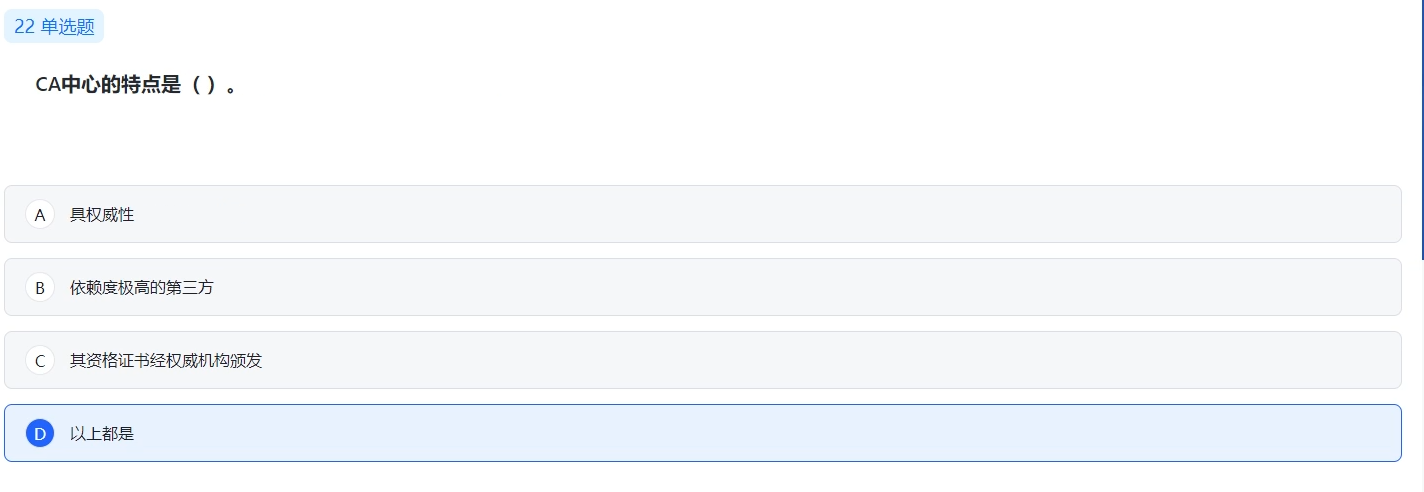 22 单选题
CA中心的特点是（ ）。
A 具权威性
B 依赖度极高的第三方
C 其资格证书经权威机构颁发
D 以上都是